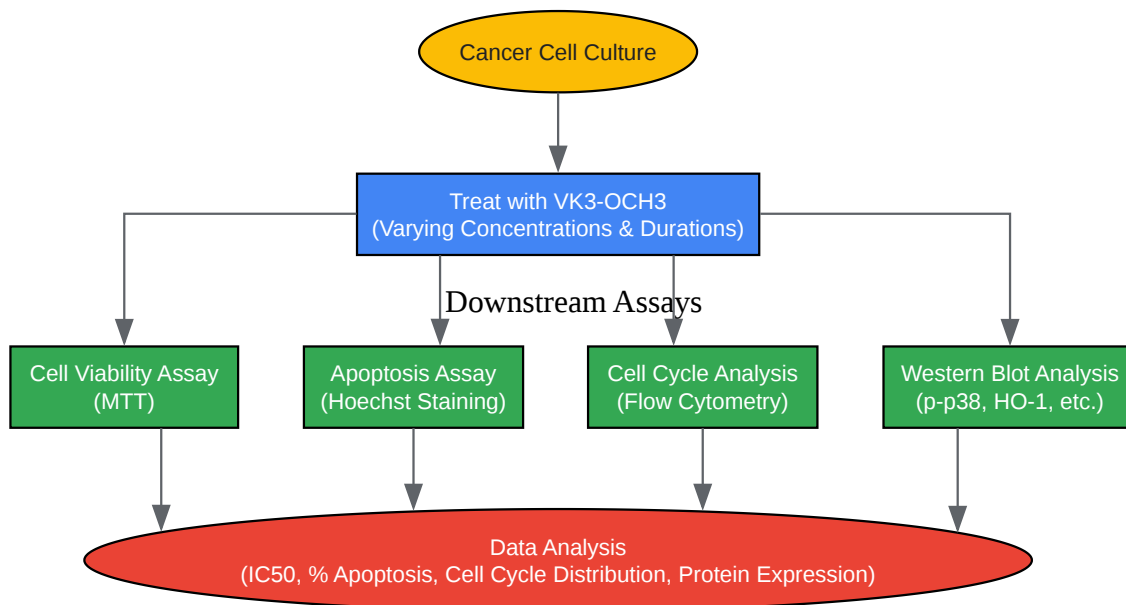 Cancer Cell Culture
Treat with VK3-OCH3
(Varying Concentrations & Durations)
Downstream Assays
Cell Viability Assay
(MTT)
Apoptosis Assay
(Hoechst Staining)
Cell Cycle Analysis
(Flow Cytometry)
Western Blot Analysis
(p-p38, HO-1, etc.)
Data Analysis
(IC50, % Apoptosis, Cell Cycle Distribution, Protein Expression)